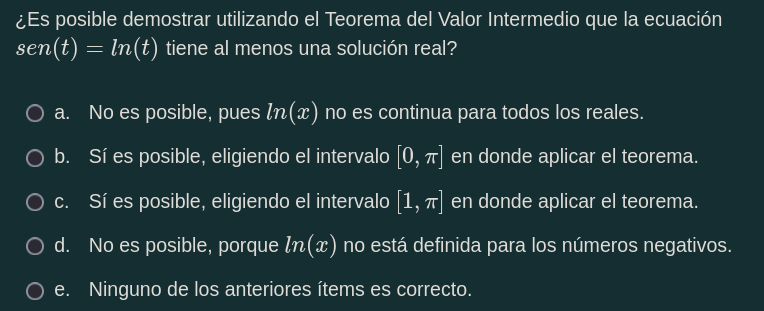 ¿Es posible demostrar utilizando el Teorema del Valor Intermedio que la ecuación
sen(t) = ln(t) tiene al menos una solución real?
a. No es posible, pues ln(x) no es continua para todos los reales.
b. Sí es posible, eligiendo el intervalo [0, π] en donde aplicar el teorema.
c. Sí es posible, eligiendo el intervalo [1, π] en donde aplicar el teorema.
d. No es posible, porque ln(x) no está definida para los números negativos.
e. Ninguno de los anteriores ítems es correcto.